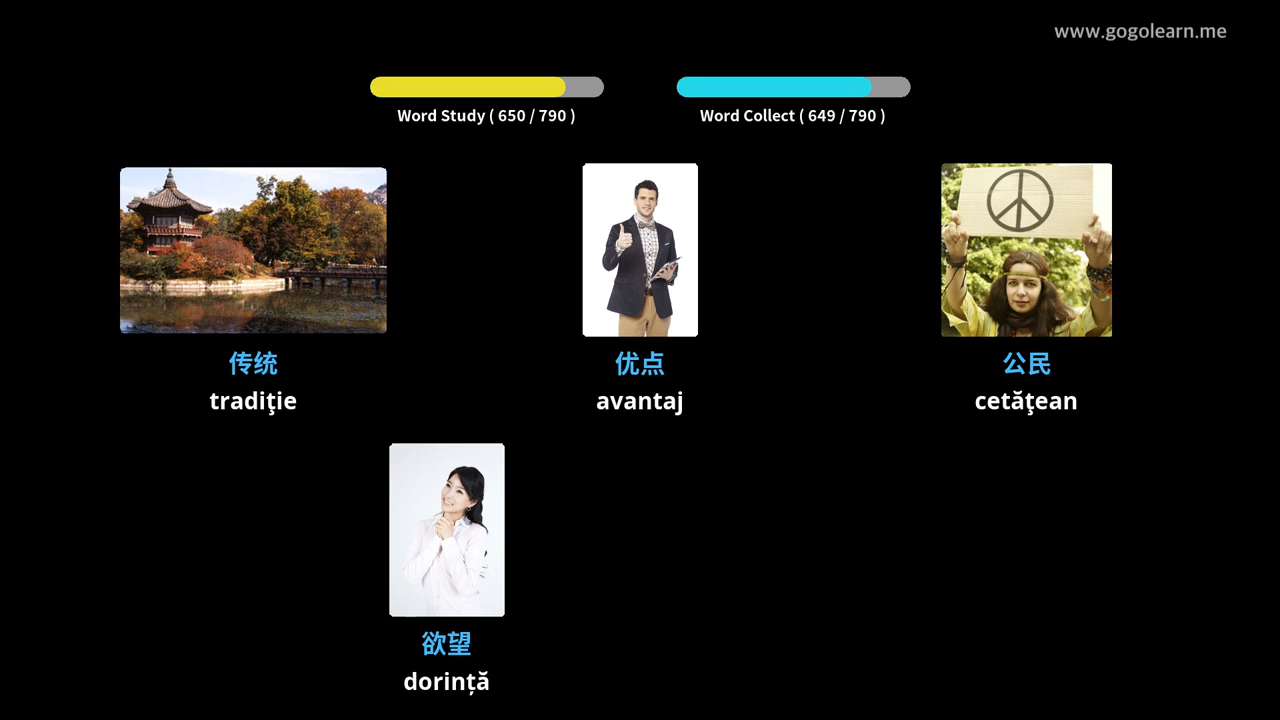 www.gogolearn.me
Word Study ( 650 / 790 )
Word Collect ( 649 / 790 )
传统
tradiţie
优点
avantaj
公民
cetăţean
欲望
dorință